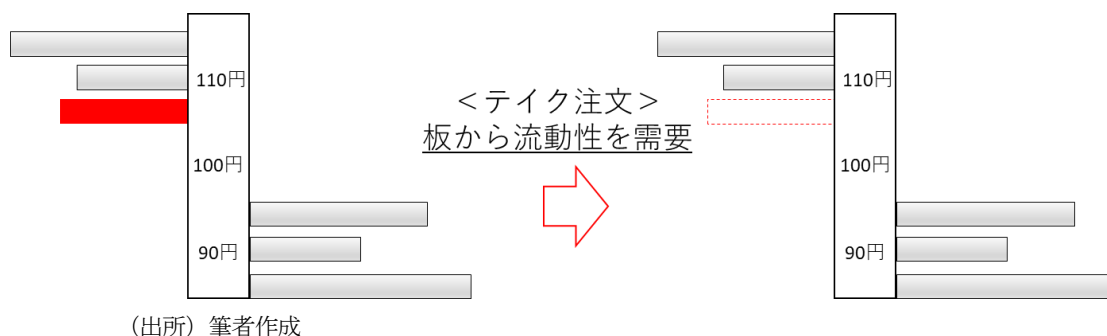 110円
100円
90円
＜テイク注文＞
板から流動性を需要
110円
100円
90円
（出所）筆者作成